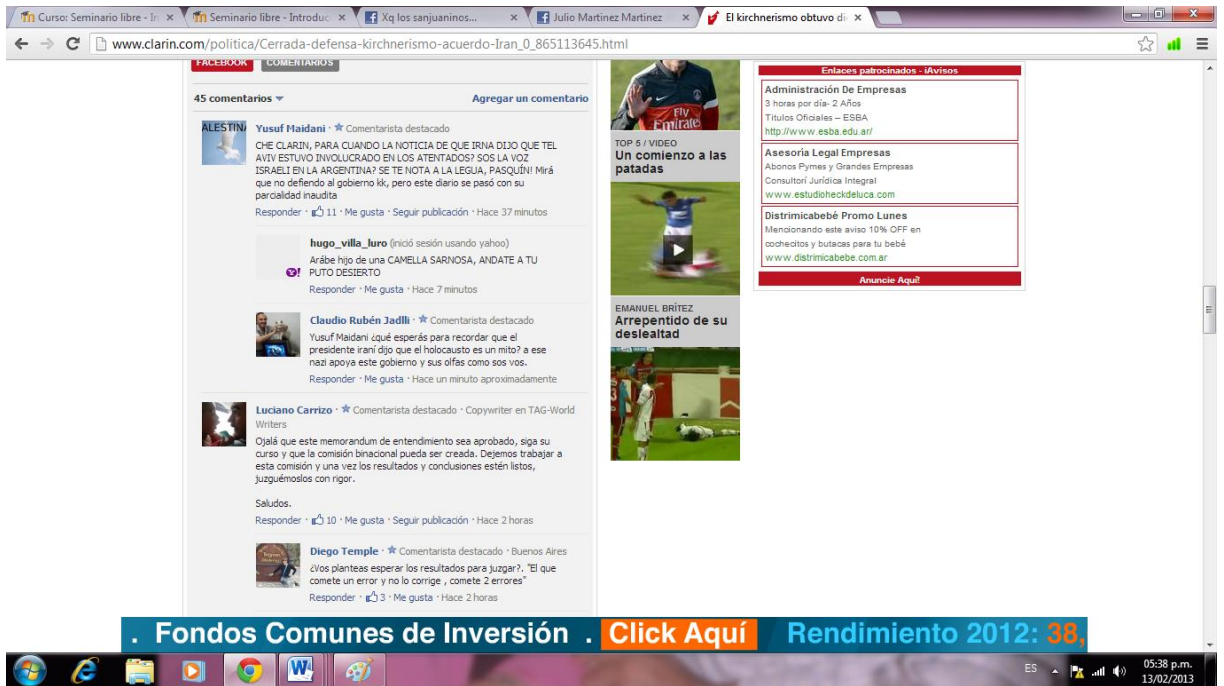 Curso: Seminario libre - In
Seminario libre - Introduc
Xq los sanjuaninos...
Julio Martinez Martinez
El kirchnerismo obtuvo di
www.clarin.com/politica/Cerrada-defensa-kirchnerismo-acuerdo-Iran_0_865113645.html
FACEBOOK COMENTARIOS
45 comentarios Agregar un comentario
ALESTIN
Yusuf Maidani · Comentarista destacado
CHE CLARIN, PARA CUANDO LA NOTICIA DE QUE IRNA DIJO QUE TEL
AVIV ESTUVO INVOLUCRADO EN LOS ATENTADOS? SOS LA VOZ
ISRAELI EN LA ARGENTINA? SE TE NOTA A LA LEGUA, PASQUÍN! Mirá
que no defiendo al gobierno kk, pero este diario se pasó con su
parcialidad inaudita
Responder · 11 · Me gusta · Seguir publicación · Hace 37 minutos
hugo_villa_luro (inició sesión usando yahoo)
Arábe hijo de una CAMELLA SARNOSA, ANDATE A TU
PUTO DESIERTO
Responder · Me gusta · Hace 7 minutos
Claudio Rubén Jadlli · Comentarista destacado
Yusuf Maidani ¿qué esperás para recordar que el
presidente iraní dijo que el holocausto es un mito? a ese
nazi apoya este gobierno y sus olfas como sos vos.
Responder · Me gusta · Hace un minuto aproximadamente
Luciano Carrizo · Comentarista destacado · Copywriter en TAG-World
Writers
Ojalá que este memorandum de entendimiento sea aprobado, siga su
curso y que la comisión binacional pueda ser creada. Dejemos trabajar a
esta comisión y una vez los resultados y conclusiones estén listos,
juzguémoslos con rigor.
Saludos.
Responder · 10 · Me gusta · Seguir publicación · Hace 2 horas
Diego Temple · Comentarista destacado · Buenos Aires
¿Vos planteas esperar los resultados para juzgar?. "El que
comete un error y no lo corrige , comete 2 errores"
Responder · 3 · Me gusta · Hace 2 horas
Fly
Emirates
TOP 5 / VIDEO
Un comienzo a las
patadas
EMANUEL BRÍTEZ
Arrepentido de su
deslealtad
Enlaces patrocinados - iAvisos
Administración De Empresas
3 horas por día- 2 Años
Titulos Oficiales – ESBA
http://www.esba.edu.ar/
Asesoría Legal Empresas
Abonos Pymes y Grandes Empresas
Consultorí Jurídica Integral
www.estudioheckdeluca.com
Distrimicabebé Promo Lunes
Mencionando este aviso 10% OFF en
cochecitos y butacas para tu bebé
www.distrimicabebe.com.ar
Anuncie Aquí!
. Fondos Comunes de Inversión . Click Aquí Rendimiento 2012: 38,
ES
05:38 p.m.
13/02/2013